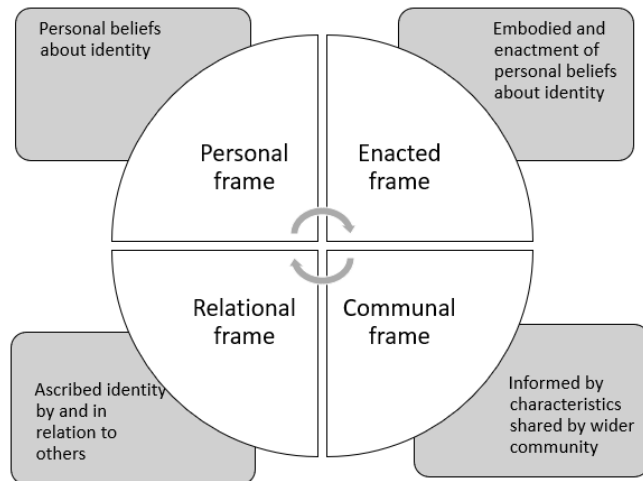 Personal beliefs
about identity
Embodied and
enactment of
personal beliefs
about identity
Personal
frame
Enacted
frame
Relational
frame
Communal
frame
Ascribed identity
by and in
relation to
others
Informed by
characteristics
shared by wider
community